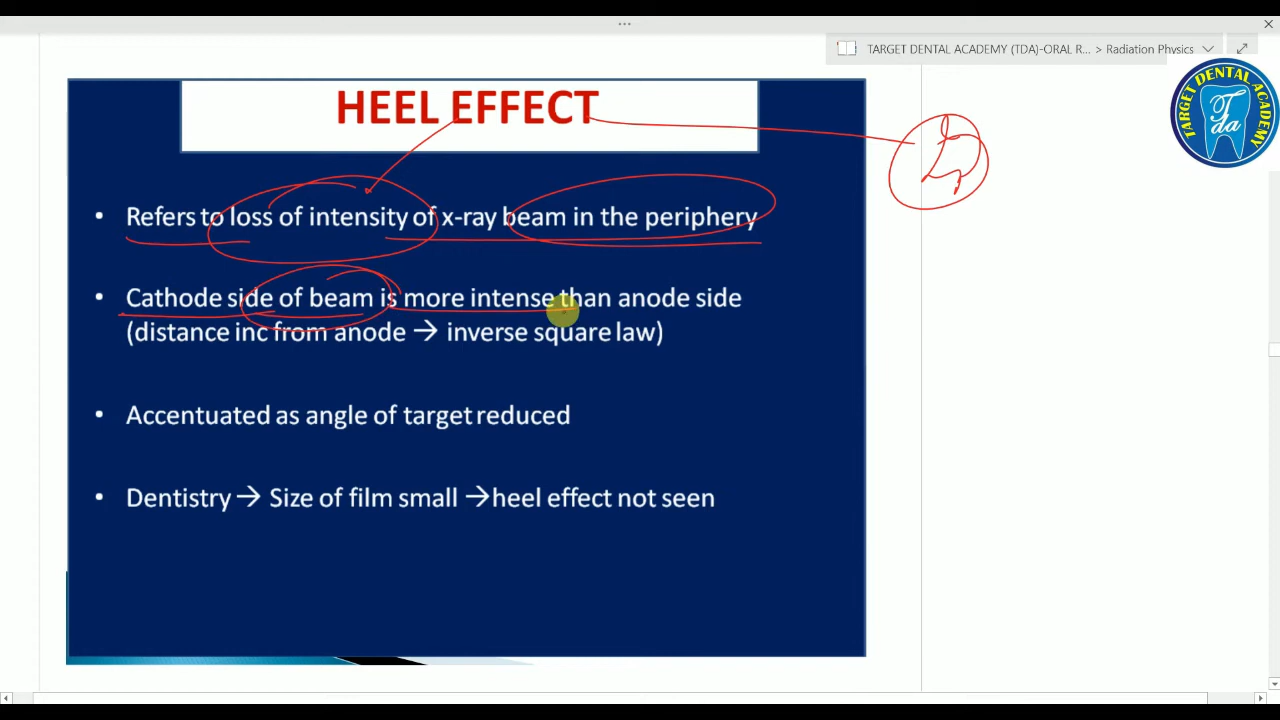 TARGET DENTAL ACADEMY (TDA)-ORAL R... > Radiation Physics
TARGET DENTAL ACADEMY
Tda
HEEL EFFECT
• Refers to loss of intensity of x-ray beam in the periphery
• Cathode side of beam is more intense than anode side
(distance inc from anode → inverse square law)
• Accentuated as angle of target reduced
• Dentistry → Size of film small → heel effect not seen